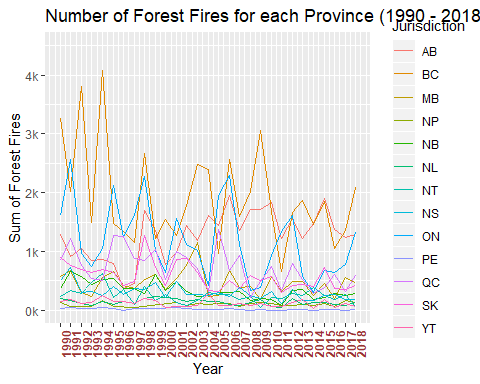 Number of Forest Fires for each Province (1990 - 2018
Jurisdiction
AB
BC
MB
NP
NB
NL
NT
NS
ON
PE
QC
SK
YT
Sum of Forest Fires
4k
3k
2k
1k
0k
1990
1991
1992
1993
1994
1995
1996
1997
1998
1999
2000
2001
2002
2003
2004
2005
2006
2007
2008
2009
2010
2011
2012
2013
2014
2015
2016
2017
2018
Year